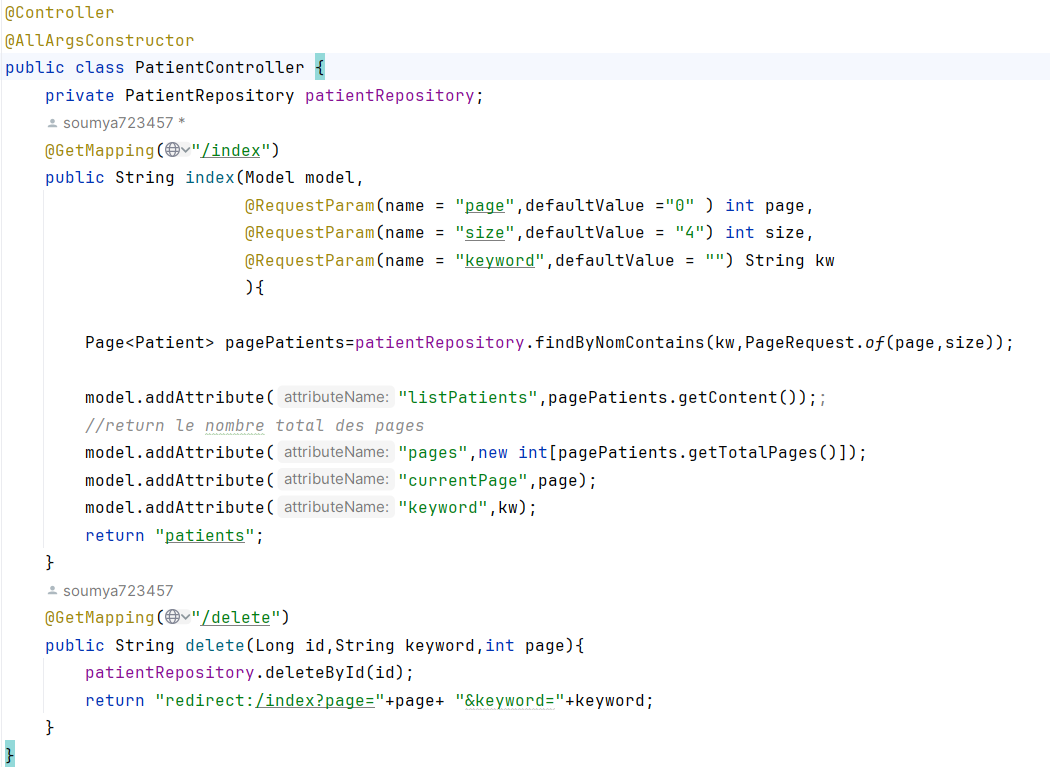 @Controller
@AllArgsConstructor
public class PatientController {
    private PatientRepository patientRepository;
    soumya723457 *
    @GetMapping("/index")
    public String index(Model model,
                        @RequestParam(name = "page",defaultValue ="0" ) int page,
                        @RequestParam(name = "size",defaultValue = "4") int size,
                        @RequestParam(name = "keyword",defaultValue = "") String kw
                        ){
        Page<Patient> pagePatients=patientRepository.findByNomContains(kw,PageRequest.of(page,size));
        model.addAttribute( attributeName: "listPatients",pagePatients.getContent());;
        //return le nombre total des pages
        model.addAttribute( attributeName: "pages",new int[pagePatients.getTotalPages()]);
        model.addAttribute( attributeName: "currentPage",page);
        model.addAttribute( attributeName: "keyword",kw);
        return "patients";
    }
    soumya723457
    @GetMapping("/delete")
    public String delete(Long id,String keyword,int page){
        patientRepository.deleteById(id);
        return "redirect:/index?page="+page+ "&keyword="+keyword;
    }
}